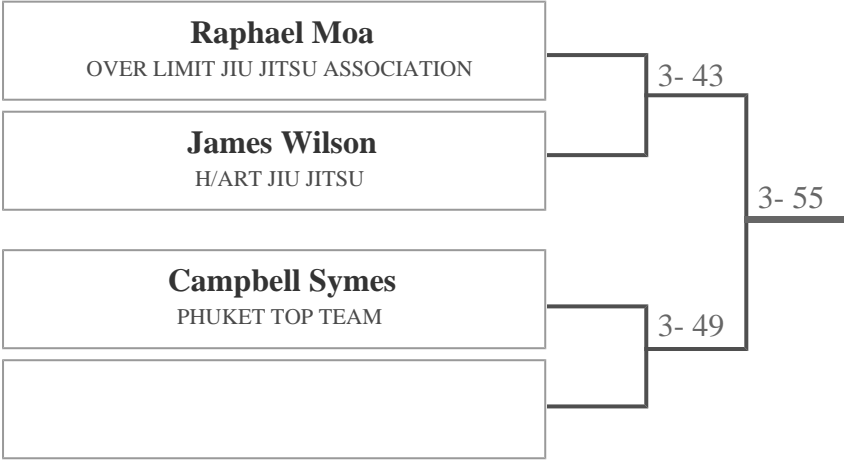 Raphael Moa
OVER LIMIT JIU JITSU ASSOCIATION
3- 43
James Wilson
H/ART JIU JITSU
3- 55
Campbell Symes
PHUKET TOP TEAM
3- 49